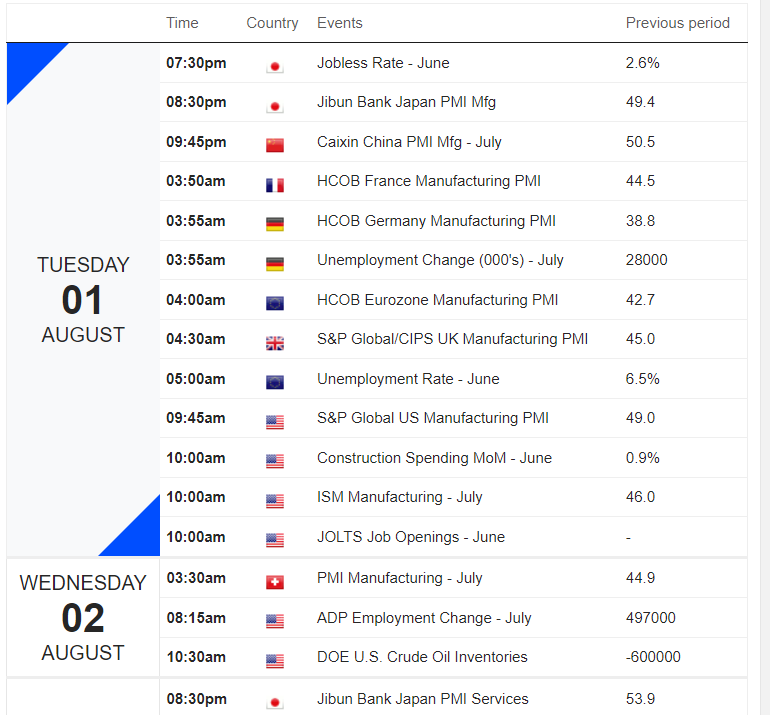 Time Country Events Previous period
07:30pm Jobless Rate - June 2.6%
08:30pm Jibun Bank Japan PMI Mfg 49.4
09:45pm Caixin China PMI Mfg - July 50.5
03:50am HCOB France Manufacturing PMI 44.5
03:55am HCOB Germany Manufacturing PMI 38.8
TUESDAY
03:55am Unemployment Change (000's) - July 28000
01
04:00am HCOB Eurozone Manufacturing PMI 42.7
AUGUST
04:30am S&P Global/CIPS UK Manufacturing PMI 45.0
05:00am Unemployment Rate - June 6.5%
09:45am S&P Global US Manufacturing PMI 49.0
10:00am Construction Spending MoM - June 0.9%
10:00am ISM Manufacturing - July 46.0
10:00am JOLTS Job Openings - June -
WEDNESDAY
03:30am PMI Manufacturing - July 44.9
02
08:15am ADP Employment Change - July 497000
AUGUST
10:30am DOE U.S. Crude Oil Inventories -600000
08:30pm Jibun Bank Japan PMI Services 53.9